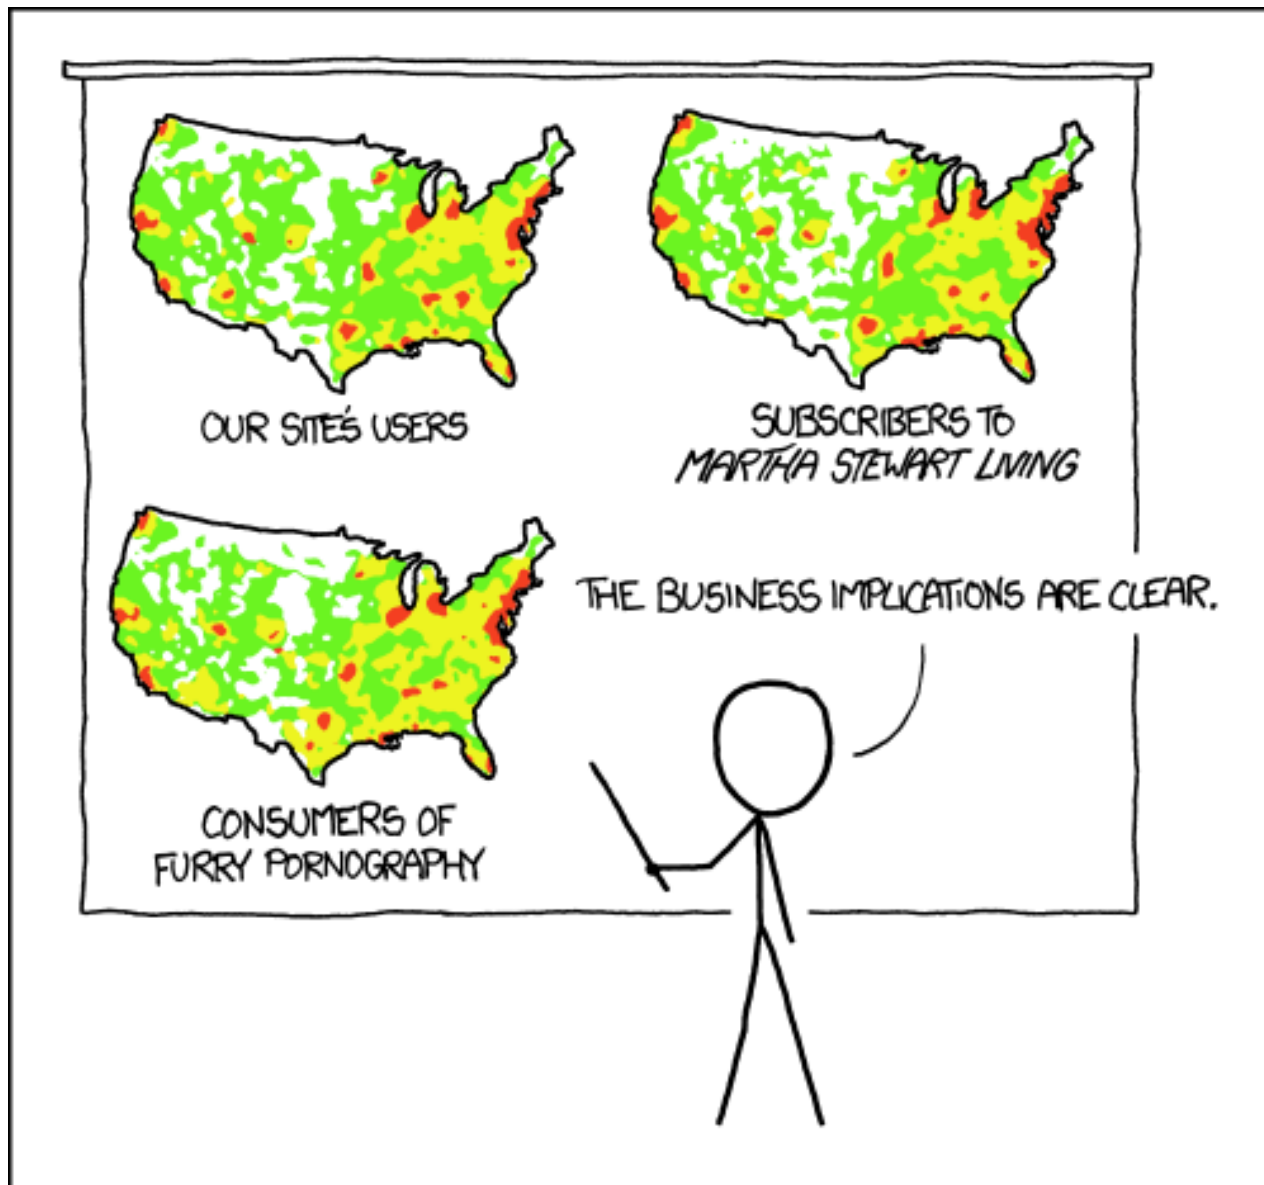 OUR SITE'S USERS
SUBSCRIBERS TO
MARTHA STEWART LIVING
CONSUMERS OF
FURRY PORNOGRAPHY
THE BUSINESS IMPLICATIONS ARE CLEAR.